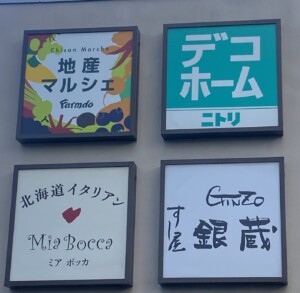 Chisan Marche
地産
マルシェ
Farmdo
デコ
ホーム
ニトリ
北海道イタリアン
Mia Bocca
ミア ボッカ
GINZO
すし屋
銀蔵